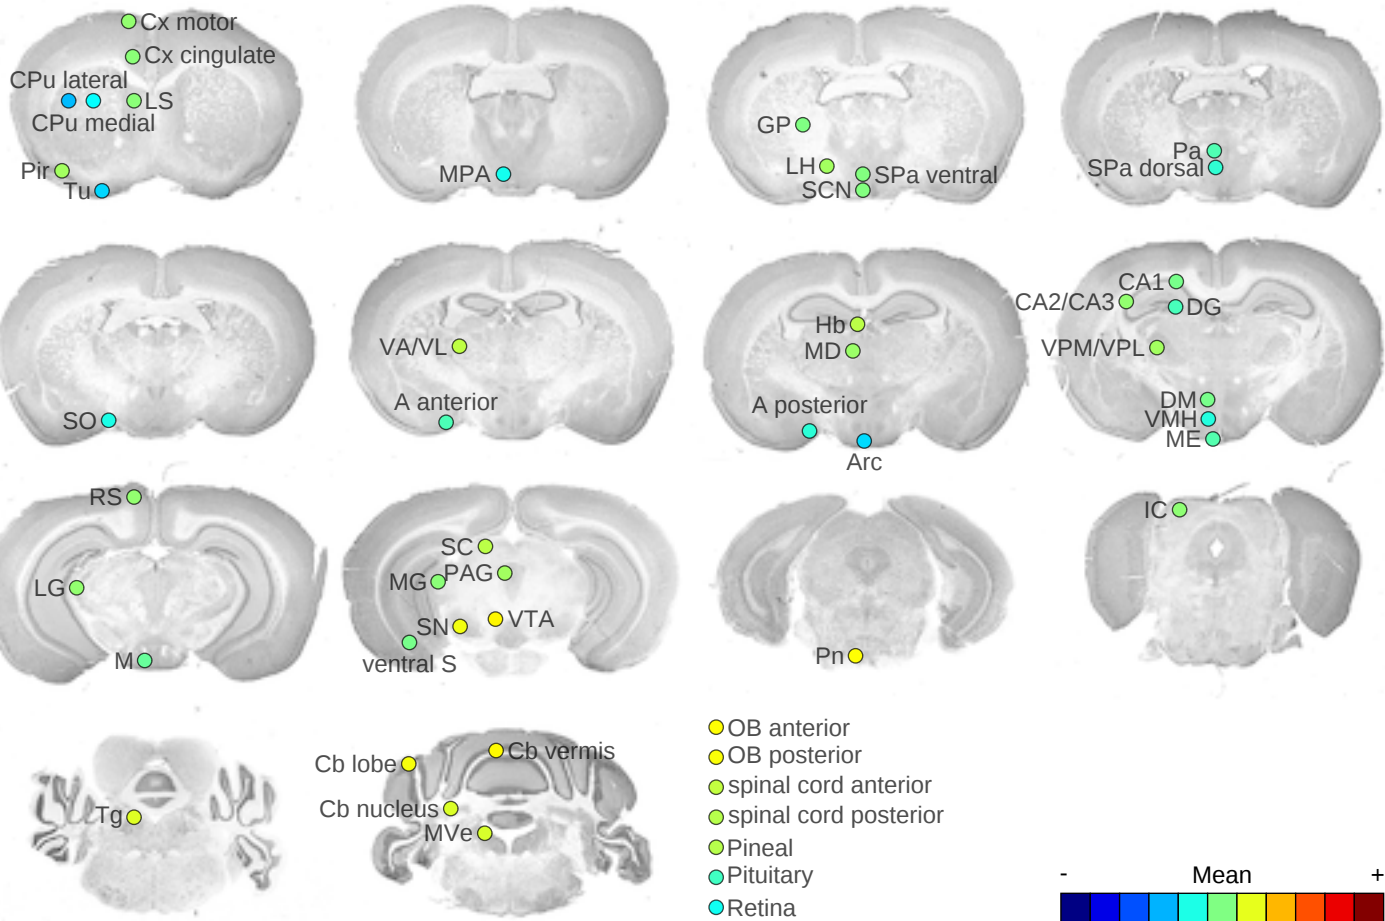 Cx motor
Cx cingulate
CPu lateral
LS
CPu medial
Pir
Tu
MPA
GP
LH
SPa ventral
SCN
Pa
SPa dorsal
SO
VA/VL
A anterior
Hb
MD
A posterior
Arc
CA1
CA2/CA3
DG
VPM/VPL
DM
VMH
ME
RS
LG
M
SC
MG
PAG
SN
VTA
ventral S
Pn
IC
Tg
Cb lobe
Cb vermis
Cb nucleus
MVe
OB anterior
OB posterior
spinal cord anterior
spinal cord posterior
Pineal
Pituitary
Retina
- Mean +